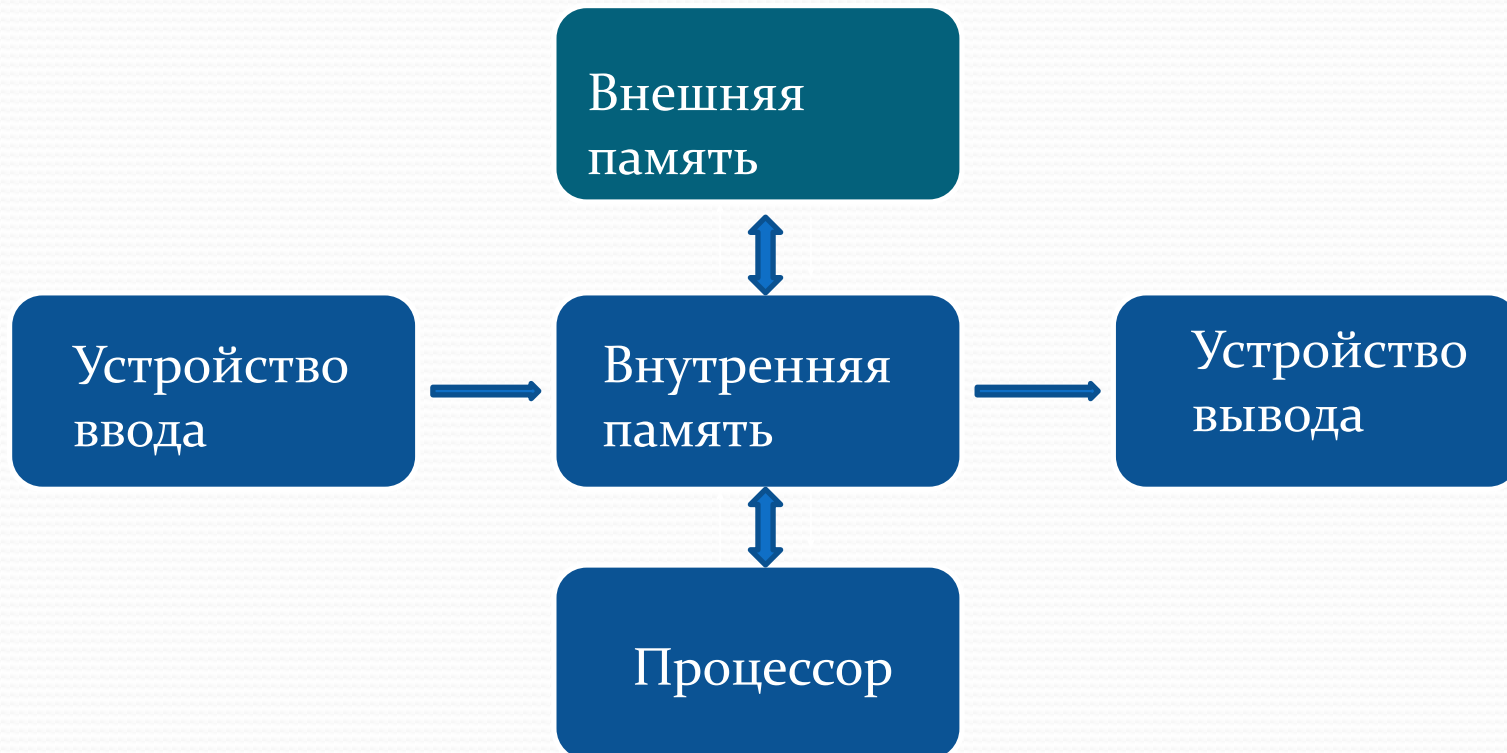 Внешняя
память
Устройство
ввода
Внутренняя
память
Устройство
вывода
Процессор